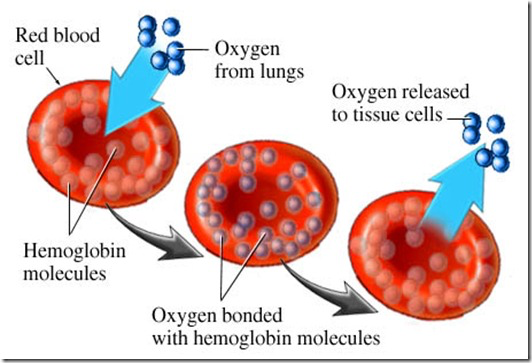 Red blood
cell
Oxygen
from lungs
Oxygen released
to tissue cells
Hemoglobin
molecules
Oxygen bonded
with hemoglobin molecules